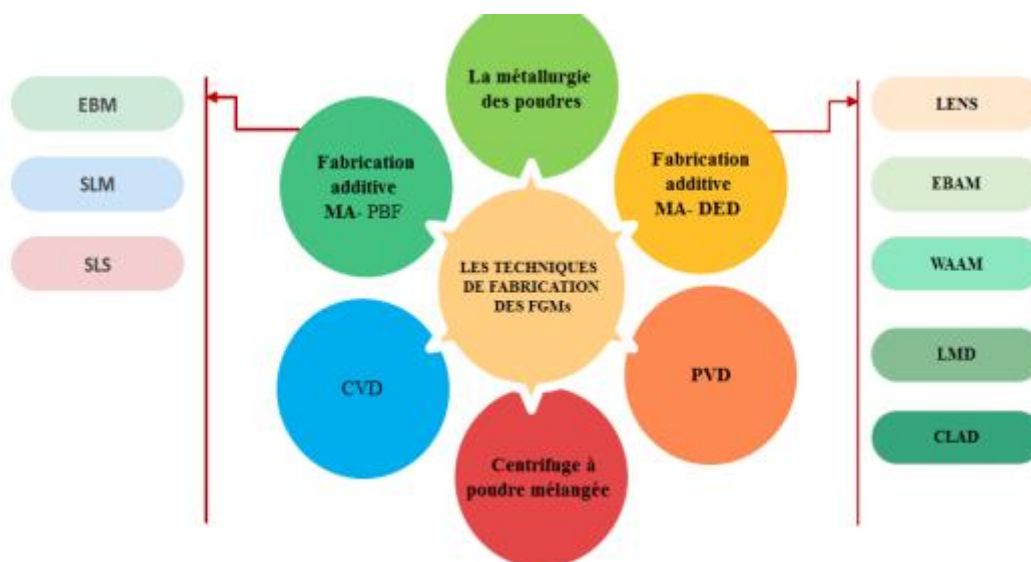 La métallurgie
des poudres
EBM
SLM
SLS
Fabrication
additive
MA- PBF
Fabrication
additive
MA- DED
LENS
EBAM
WAAM
LMD
CLAD
LES TECHNIQUES
DE FABRICATION
DES FGMs
CVD
PVD
Centrifuge à
poudre mélangée